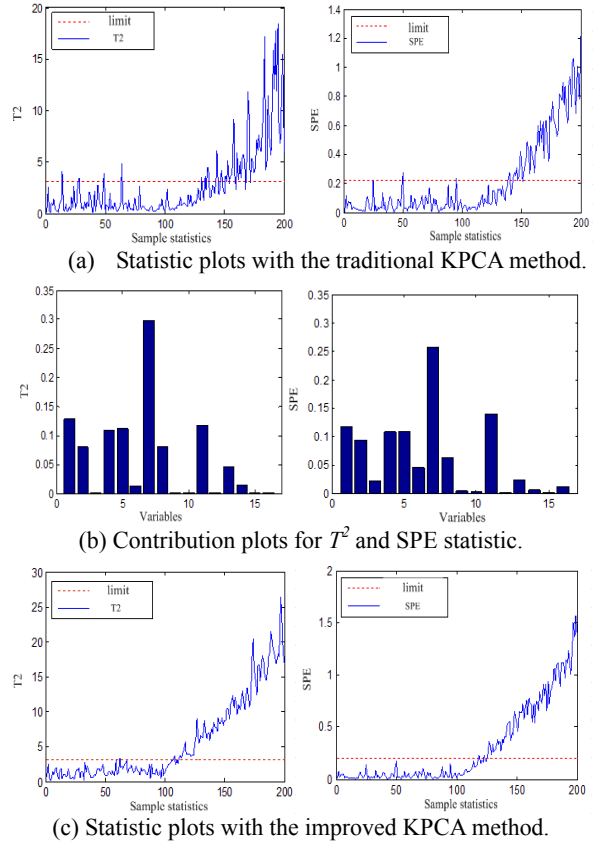 T2
20
15
10
5
0
limit
T2
0 50 100 150 200
Sample statistics
SPE
1.4
1.2
1
0.8
0.6
0.4
0.2
0
limit
SPE
0 50 100 150 200
Sample statistics
(a) Statistic plots with the traditional KPCA method.
T2
0.35
0.3
0.25
0.2
0.15
0.1
0.05
0
0 5 10 15
Variables
SPE
0.35
0.3
0.25
0.2
0.15
0.1
0.05
0
0 5 10 15
Variables
(b) Contribution plots for T² and SPE statistic.
T2
30
25
20
15
10
5
0
limit
T2
0 50 100 150 200
Sample statistics
SPE
2
1.5
1
0.5
0
limit
SPE
0 50 100 150 200
Sample statistics
(c) Statistic plots with the improved KPCA method.